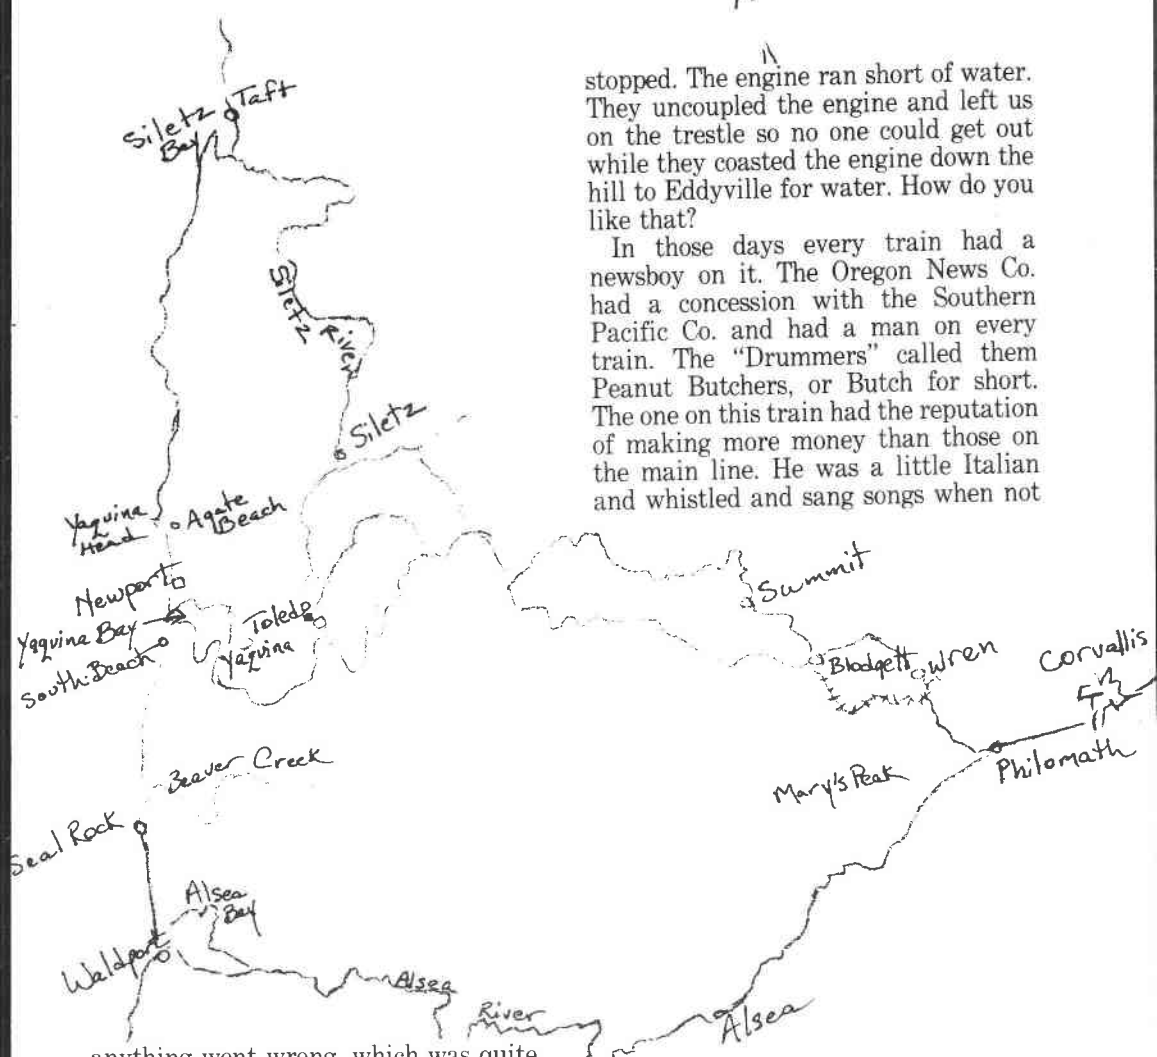 Taft
Siletz
Bay
stopped. The engine ran short of water.
They uncoupled the engine and left us
on the trestle so no one could get out
while they coasted the engine down the
hill to Eddyville for water. How do you
like that?
In those days every train had a
newsboy on it. The Oregon News Co.
had a concession with the Southern
Pacific Co. and had a man on every
train. The “Drummers” called them
Peanut Butchers, or Butch for short.
The one on this train had the reputation
of making more money than those on
the main line. He was a little Italian
and whistled and sang songs when not
Siletz
River
Siletz
Yaquina
Head
Agate
Beach
Newport
Yaquina Bay
South Beach
Toledo
Yaquina
Summit
Blodgett
Wren
Corvallis
Philomath
Mary's Peak
Beaver Creek
Seal Rock
Alsea
Bay
Waldport
Alsea
River
Alsea
anything went wrong, which was quite